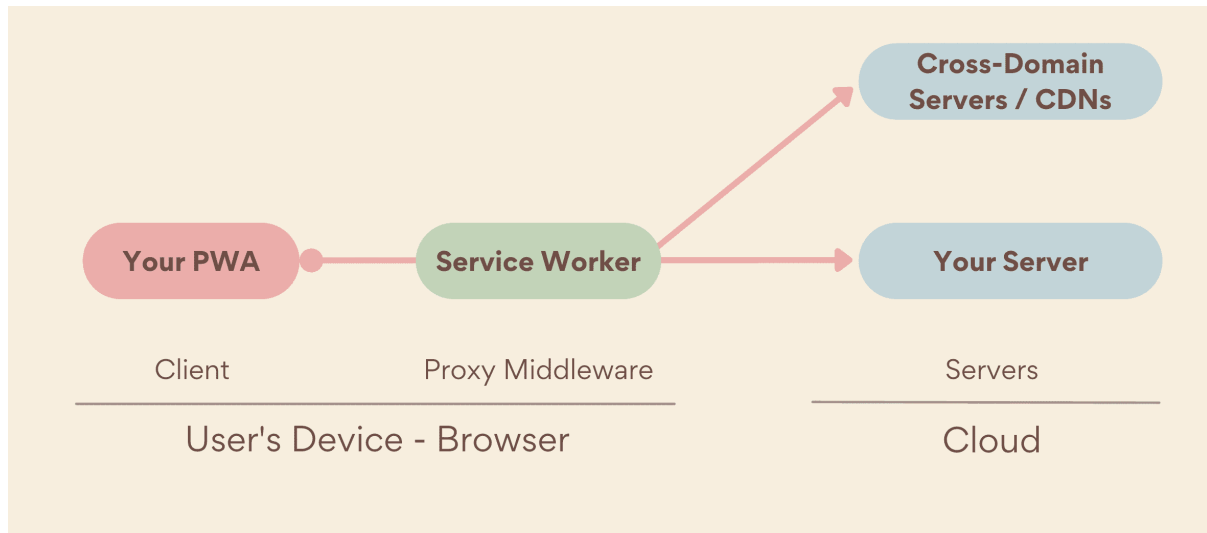 Cross-Domain
Servers / CDNs
Your PWA
Service Worker
Your Server
Client
Proxy Middleware
Servers
User's Device - Browser
Cloud